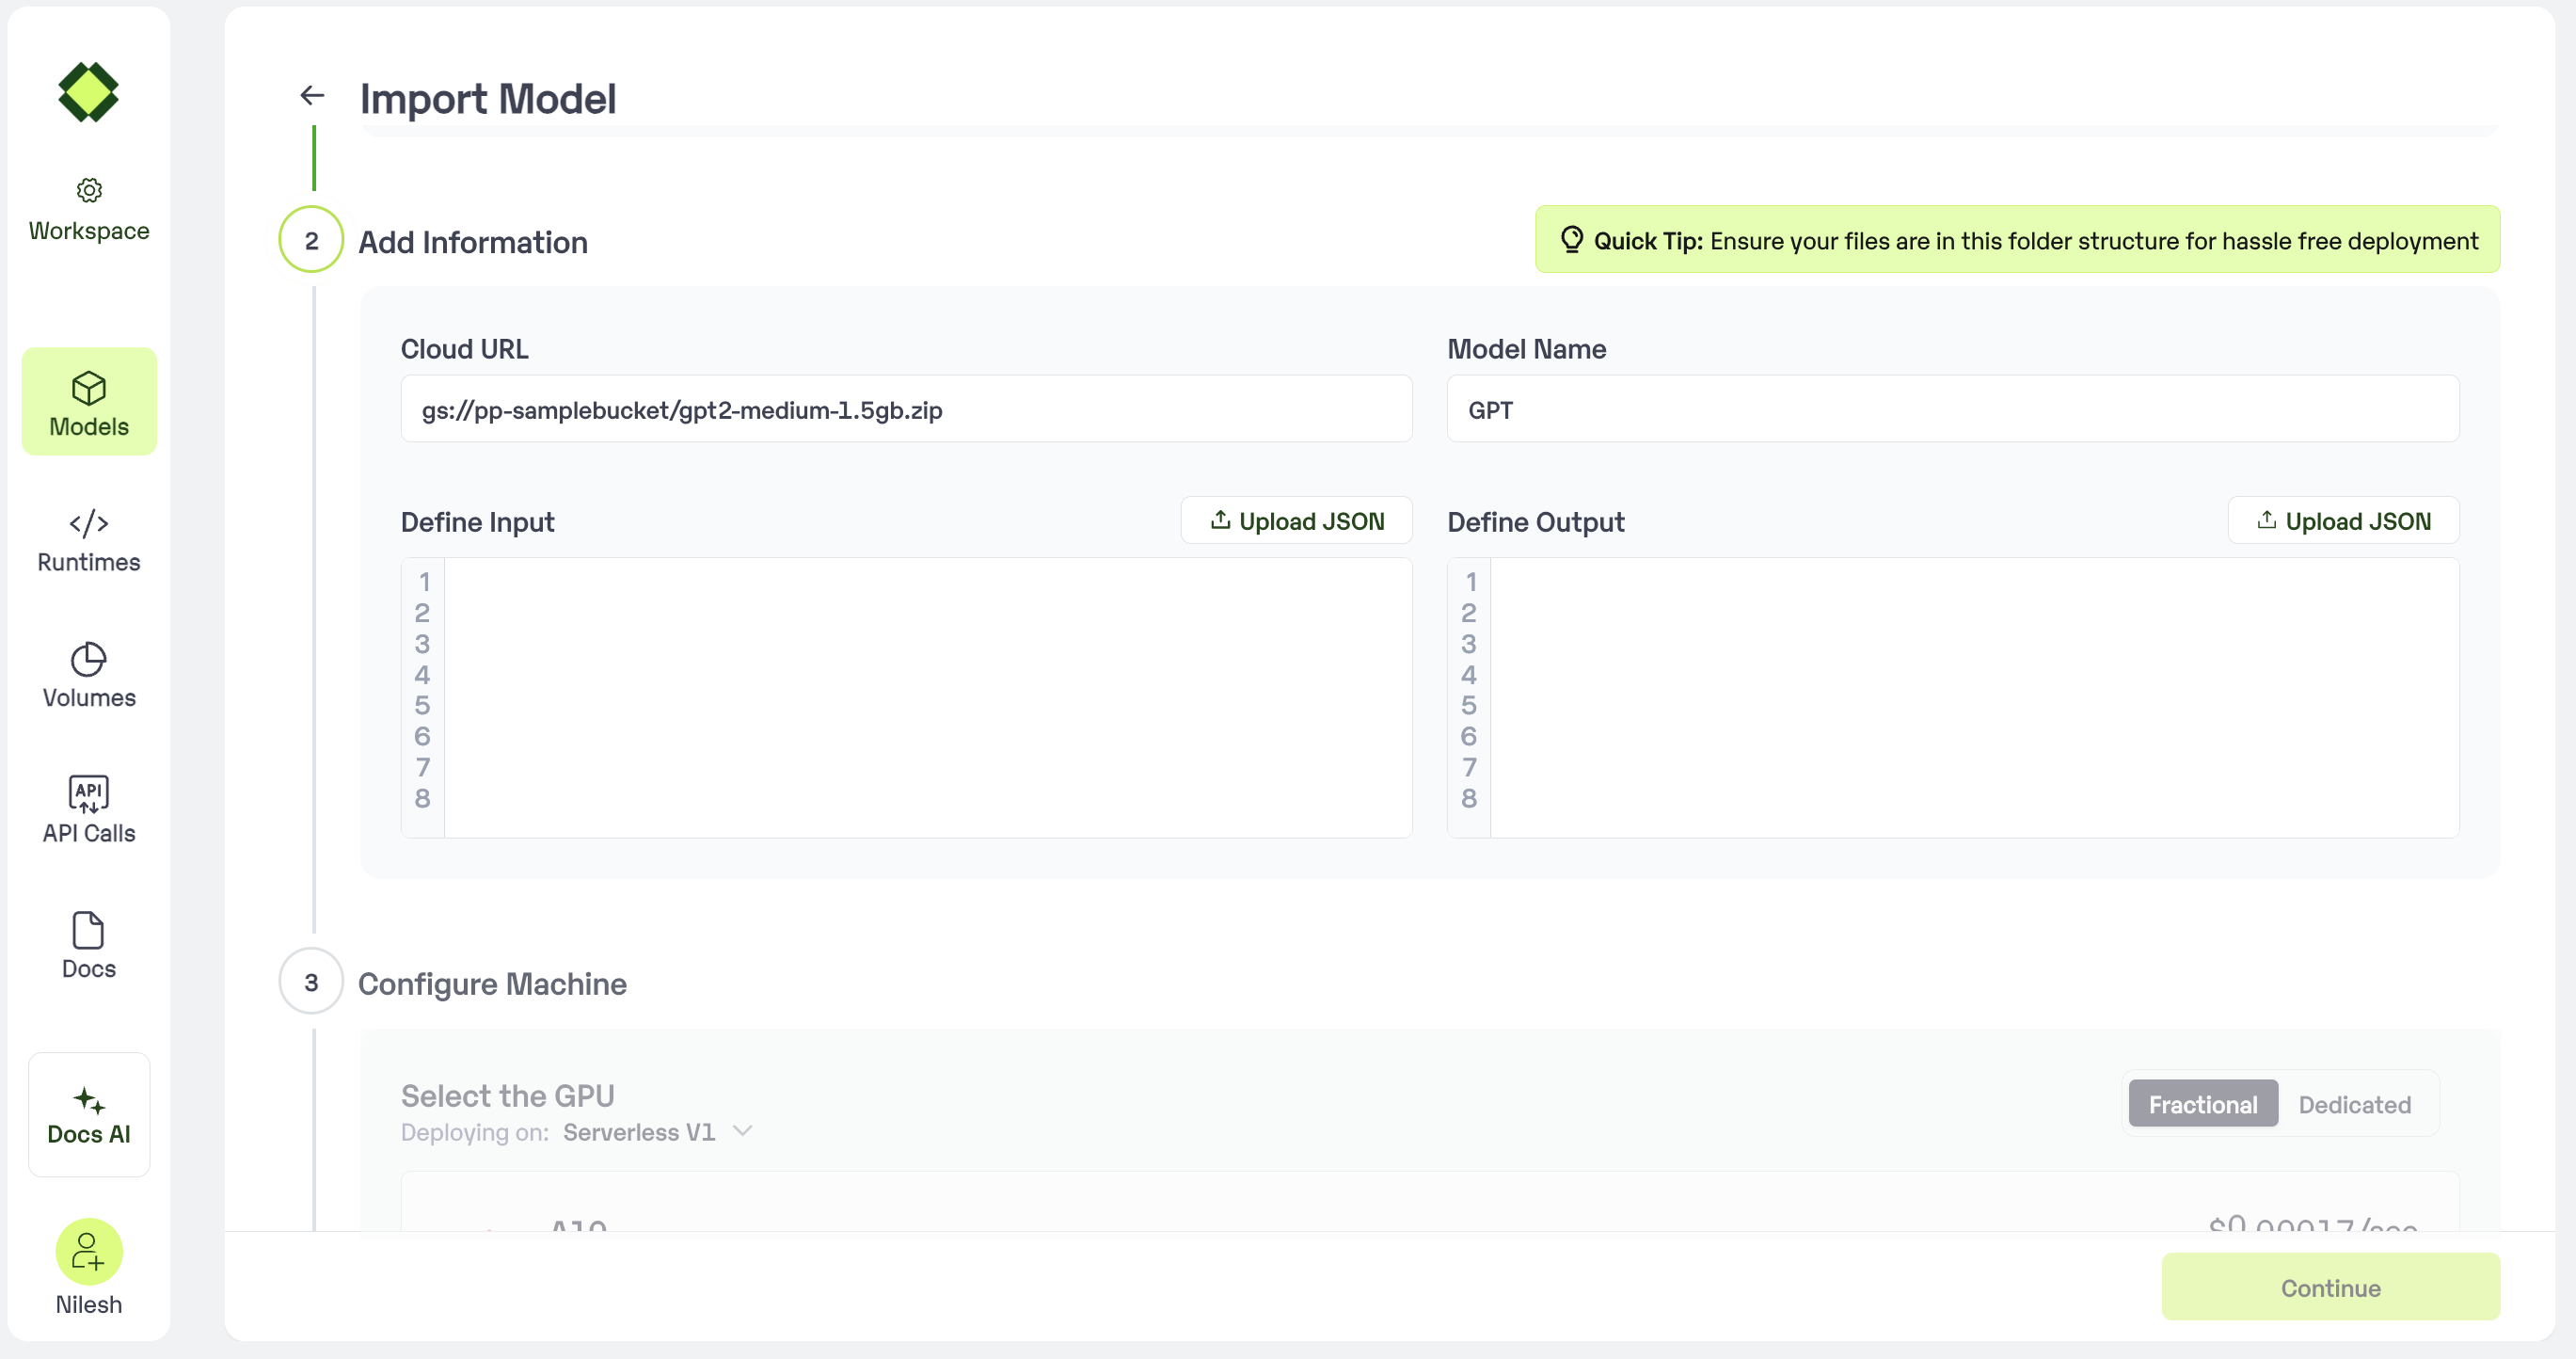 Import Model
Workspace
2
Add Information
Quick Tip: Ensure your files are in this folder structure for hassle free deployment
Cloud URL
Model Name
gs://pp-samplebucket/gpt2-medium-1.5gb.zip
GPT
Models
Define Input
Upload JSON
Define Output
Upload JSON
1
2
3
4
5
6
7
8
1
2
3
4
5
6
7
8
Runtimes
Volumes
API
API Calls
Docs
3
Configure Machine
Select the GPU
Deploying on: Serverless V1
Fractional
Dedicated
Docs AI
A10
$0.00017/sec
Nilesh
Continue